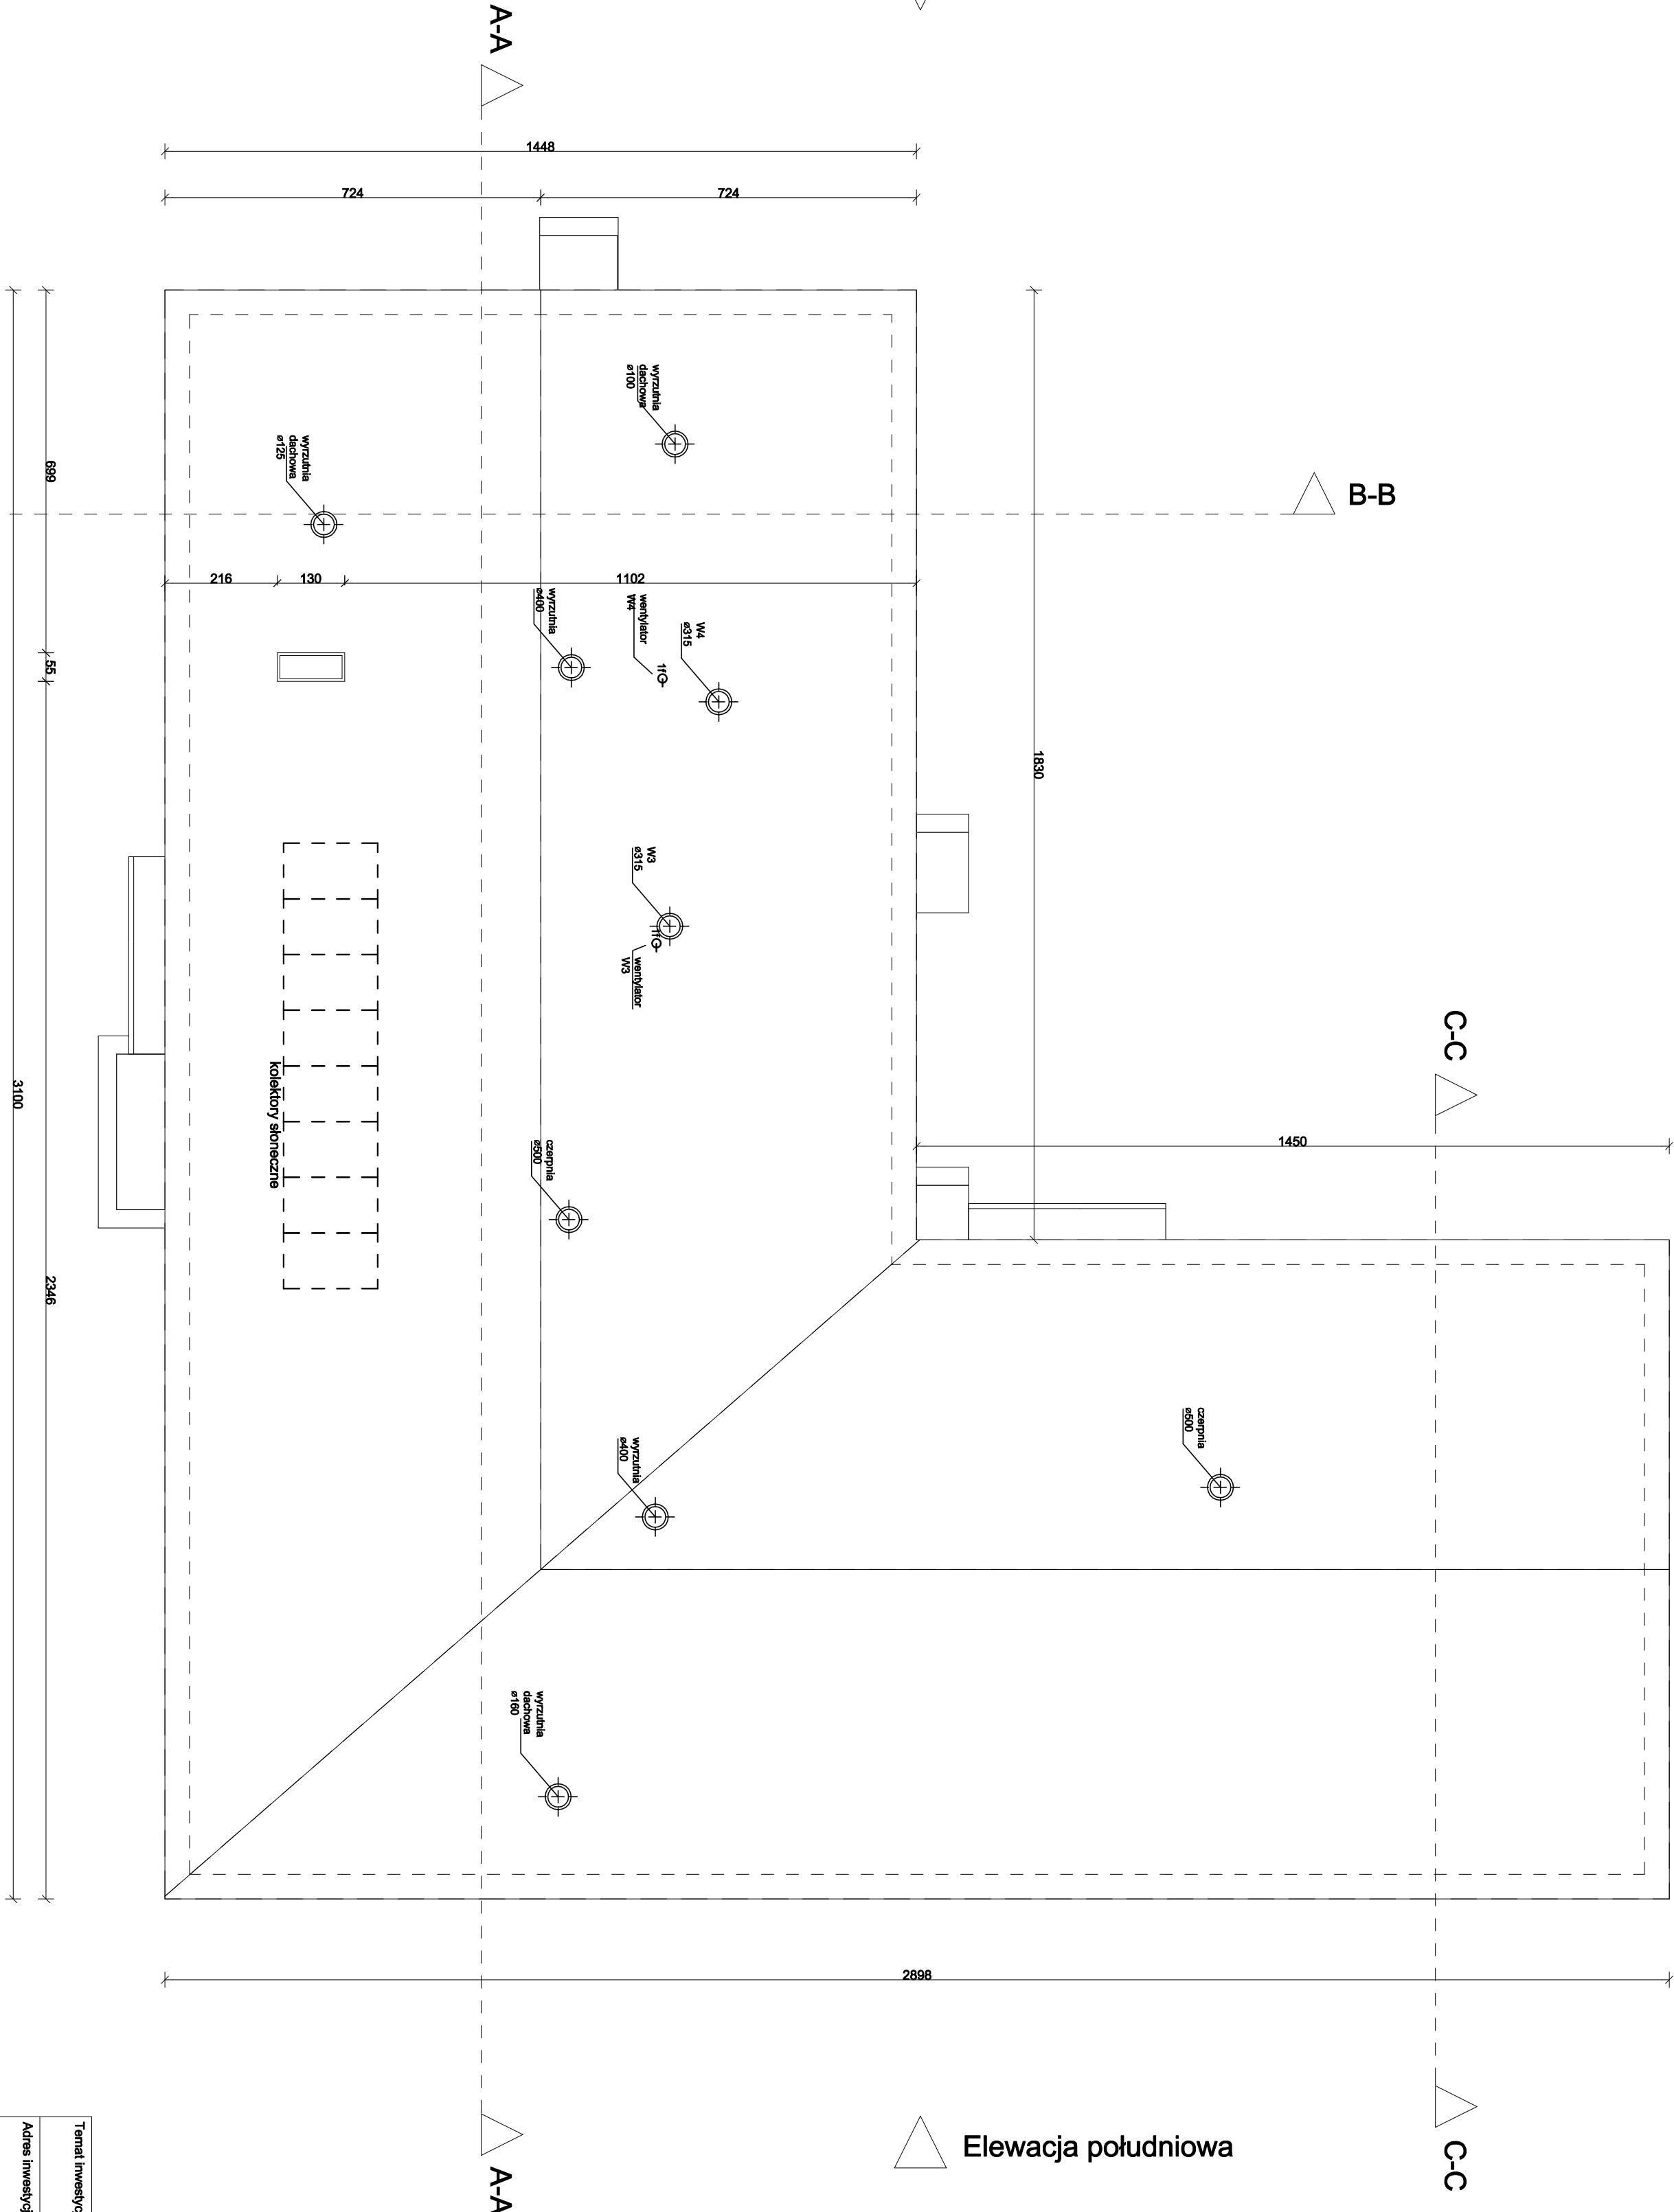 A-A
1448
724
724
B-B
wyrzutnia
dachowa
ø100
wyrzutnia
dachowa
ø125
699
216
130
1102
wyrzutnia
ø400
wentylator
W4
1f
W4
ø315
55
1830
W3
ø315
1f
wentylator
W3
C-C
kolektory słoneczne
3100
1450
czerpnia
ø500
2346
czerpnia
ø500
wyrzutnia
ø400
wyrzutnia
dachowa
ø160
2898
Elewacja południowa
C-C
A-A
Temat inwestyc
Adres inwestycj